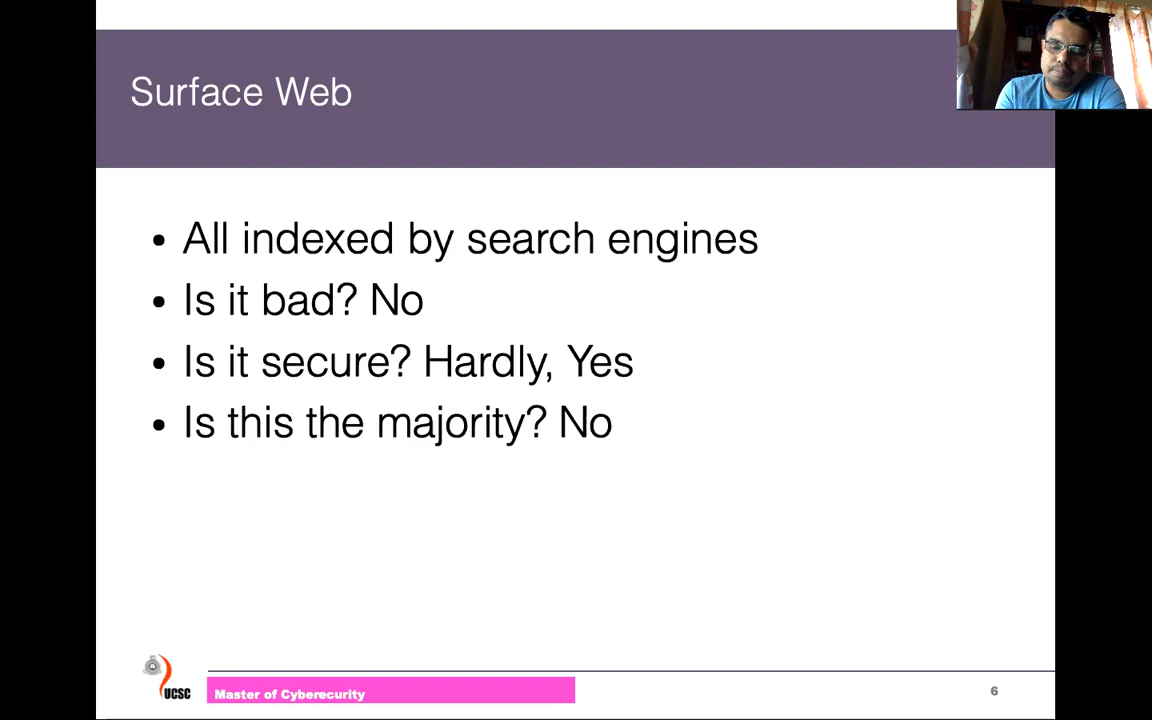 Surface Web
• All indexed by search engines
• Is it bad? No
• Is it secure? Hardly, Yes
• Is this the majority? No
UCSC
Master of Cyberecurity
6